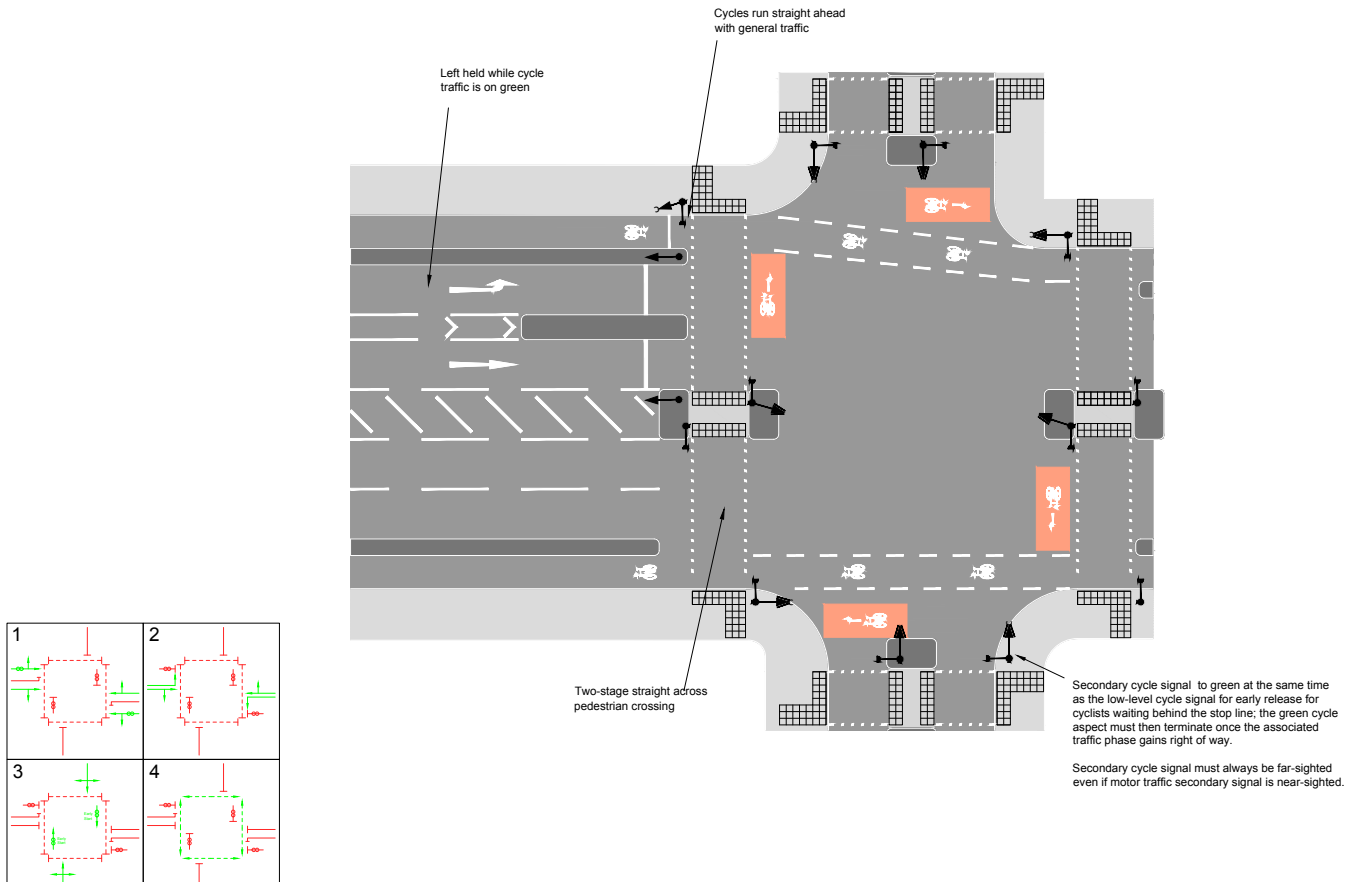 Cycles run straight ahead
with general traffic
Left held while cycle
traffic is on green
Two-stage straight across
pedestrian crossing
Secondary cycle signal to green at the same time
as the low-level cycle signal for early release for
cyclists waiting behind the stop line; the green cycle
aspect must then terminate once the associated
traffic phase gains right of way.
Secondary cycle signal must always be far-sighted
even if motor traffic secondary signal is near-sighted.
1
2
3
4